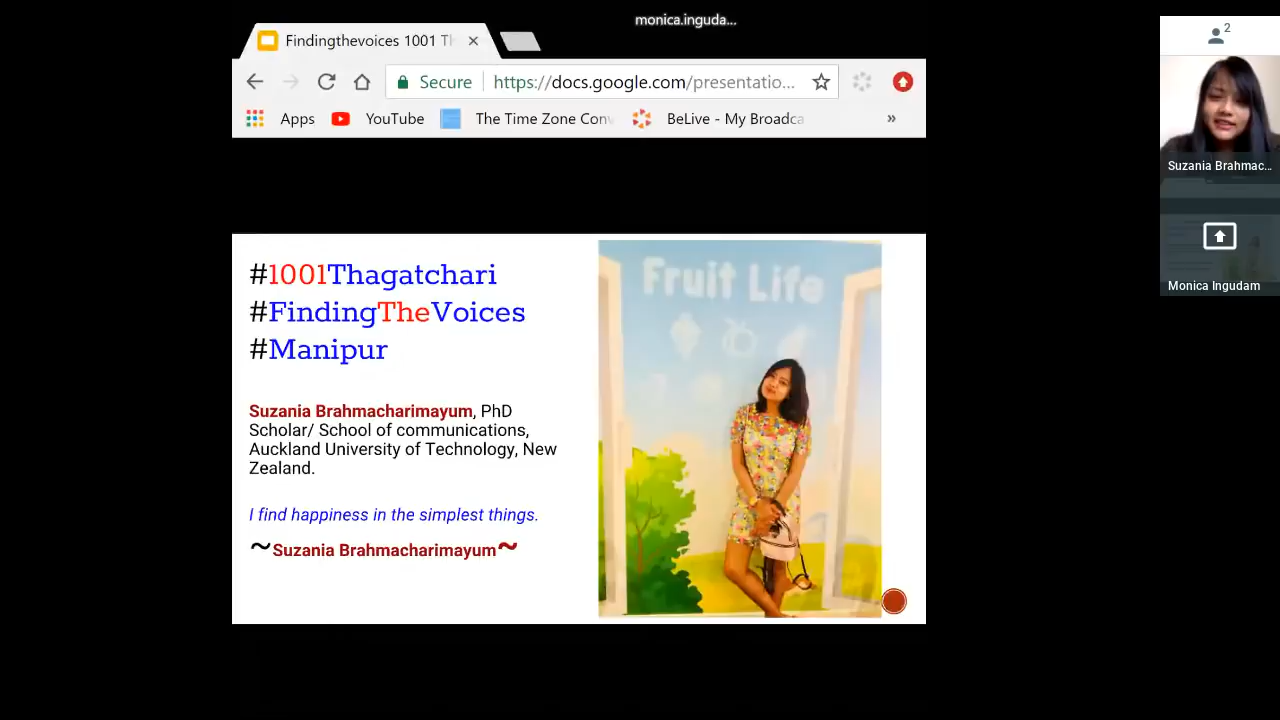 monica.inguda...
2
Findingthevoices 1001 Th
Secure https://docs.google.com/presentatio...
Apps YouTube The Time Zone Conv BeLive - My Broadca »
Suzania Brahmac...
Monica Ingudam
Fruit Life
#1001Thagatchari
#FindingTheVoices
#Manipur
Suzania Brahmacharimayum, PhD
Scholar/ School of communications,
Auckland University of Technology, New
Zealand.
I find happiness in the simplest things.
~Suzania Brahmacharimayum~